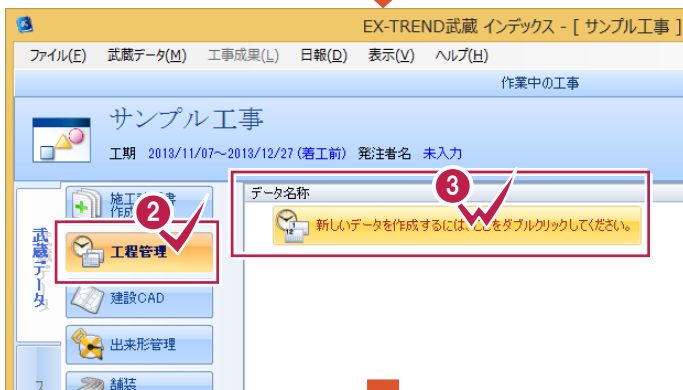 EX-TREND武蔵 インデックス - [ サンプル工事 ]
ファイル(F) 武蔵データ(M) 工事成果(L) 日報(D) 表示(V) ヘルプ(H)
作業中の工事
サンプル工事
工期 2013/11/07～2013/12/27 (着工前) 発注者名 未入力
武蔵データ
データ名称
3
新しいデータを作成するには、ここをダブルクリックしてください。
2
工程管理
建設CAD
出来形管理
舗装